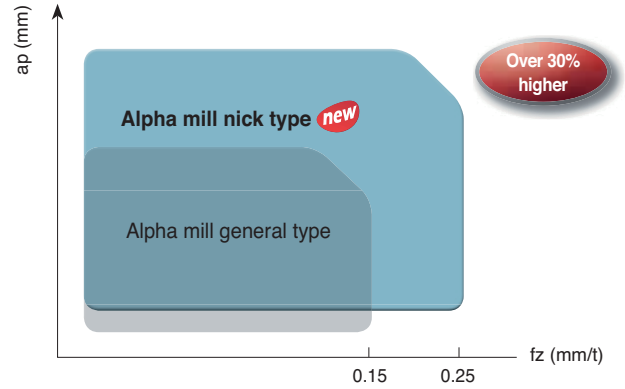 ap (mm)
Over 30%
higher
Alpha mill nick type new
Alpha mill general type
fz (mm/t)
0.15 0.25